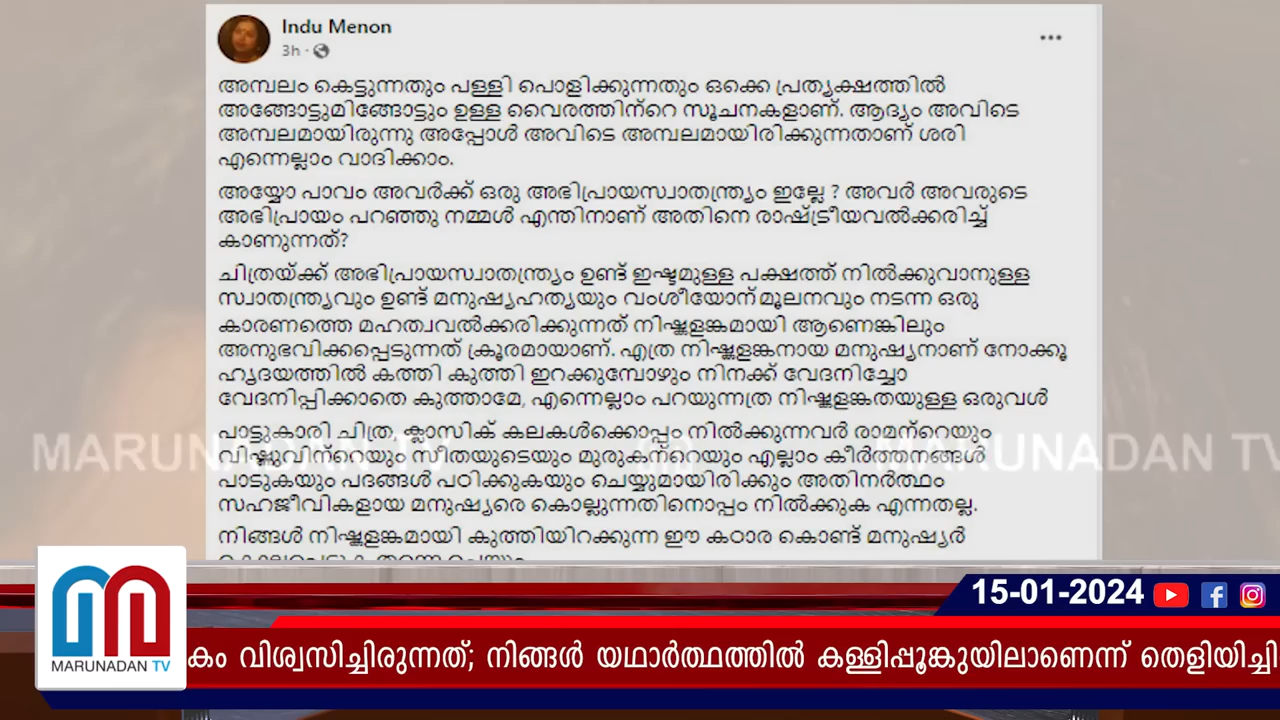 Indu Menon
3h
അമ്പലം കെട്ടുന്നതും പള്ളി പൊളിക്കുന്നതും ഒക്കെ പ്രത്യക്ഷത്തിൽ
അങ്ങോട്ടുമിങ്ങോട്ടും ഉള്ള വൈരത്തിന്റെ സൂചനകളാണ്. ആദ്യം അവിടെ
അമ്പലമായിരുന്നു അപ്പോൾ അവിടെ അമ്പലമായിരിക്കുന്നതാണ് ശരി
എന്നെല്ലാം വാദിക്കാം.
അയ്യോ പാവം അവർക്ക് ഒരു അഭിപ്രായസ്വാതന്ത്ര്യം ഇല്ലേ ? അവർ അവരുടെ
അഭിപ്രായം പറഞ്ഞു നമ്മൾ എന്തിനാണ് അതിനെ രാഷ്ട്രീയവൽക്കരിച്ച്
കാണുന്നത്?
ചിത്രയ്ക്ക് അഭിപ്രായസ്വാതന്ത്ര്യം ഉണ്ട് ഇഷ്ടമുള്ള പക്ഷത്ത് നിൽക്കുവാനുള്ള
സ്വാതന്ത്ര്യവും ഉണ്ട് മനുഷ്യഹത്യയും വംശീയോന്മൂലനവും നടന്ന ഒരു
കാരണത്തെ മഹത്വവൽക്കരിക്കുന്നത് നിഷ്കളങ്കമായി ആണെങ്കിലും
അനുഭവിക്കപ്പെടുന്നത് ക്രൂരമായാണ്. എത്ര നിഷ്കളങ്കനായ മനുഷ്യനാണ് നോക്കൂ
ഹൃദയത്തിൽ കത്തി കുത്തി ഇറക്കുമ്പോഴും നിനക്ക് വേദനിച്ചോ
വേദനിപ്പിക്കാതെ കുത്താമേ, എന്നെല്ലാം പറയുന്നത്ര നിഷ്കളങ്കതയുള്ള ഒരുവൾ
പാട്ടുകാരി ചിത്ര, ക്ലാസിക് കലകൾക്കൊപ്പം നിൽക്കുന്നവർ രാമന്റെയും
വിഷ്ണുവിന്റെയും സീതയുടെയും മുരുകന്റെയും എല്ലാം കീർത്തനങ്ങൾ
പാടുകയും പദങ്ങൾ പഠിക്കുകയും ചെയ്യുമായിരിക്കും അതിനർത്ഥം
സഹജീവികളായ മനുഷ്യരെ കൊല്ലുന്നതിനൊപ്പം നിൽക്കുക എന്നതല്ല.
നിങ്ങൾ നിഷ്കളങ്കമായി കുത്തിയിറക്കുന്ന ഈ കഠാര കൊണ്ട് മനുഷ്യർ
MARUNADAN TV MARUNADAN TV
15-01-2024
MARUNADAN TV
കം വിശ്വസിച്ചിരുന്നത്; നിങ്ങൾ യഥാർത്ഥത്തിൽ കള്ളിപ്പൂങ്കുയിലാണെന്ന് തെളിയിച്ചി